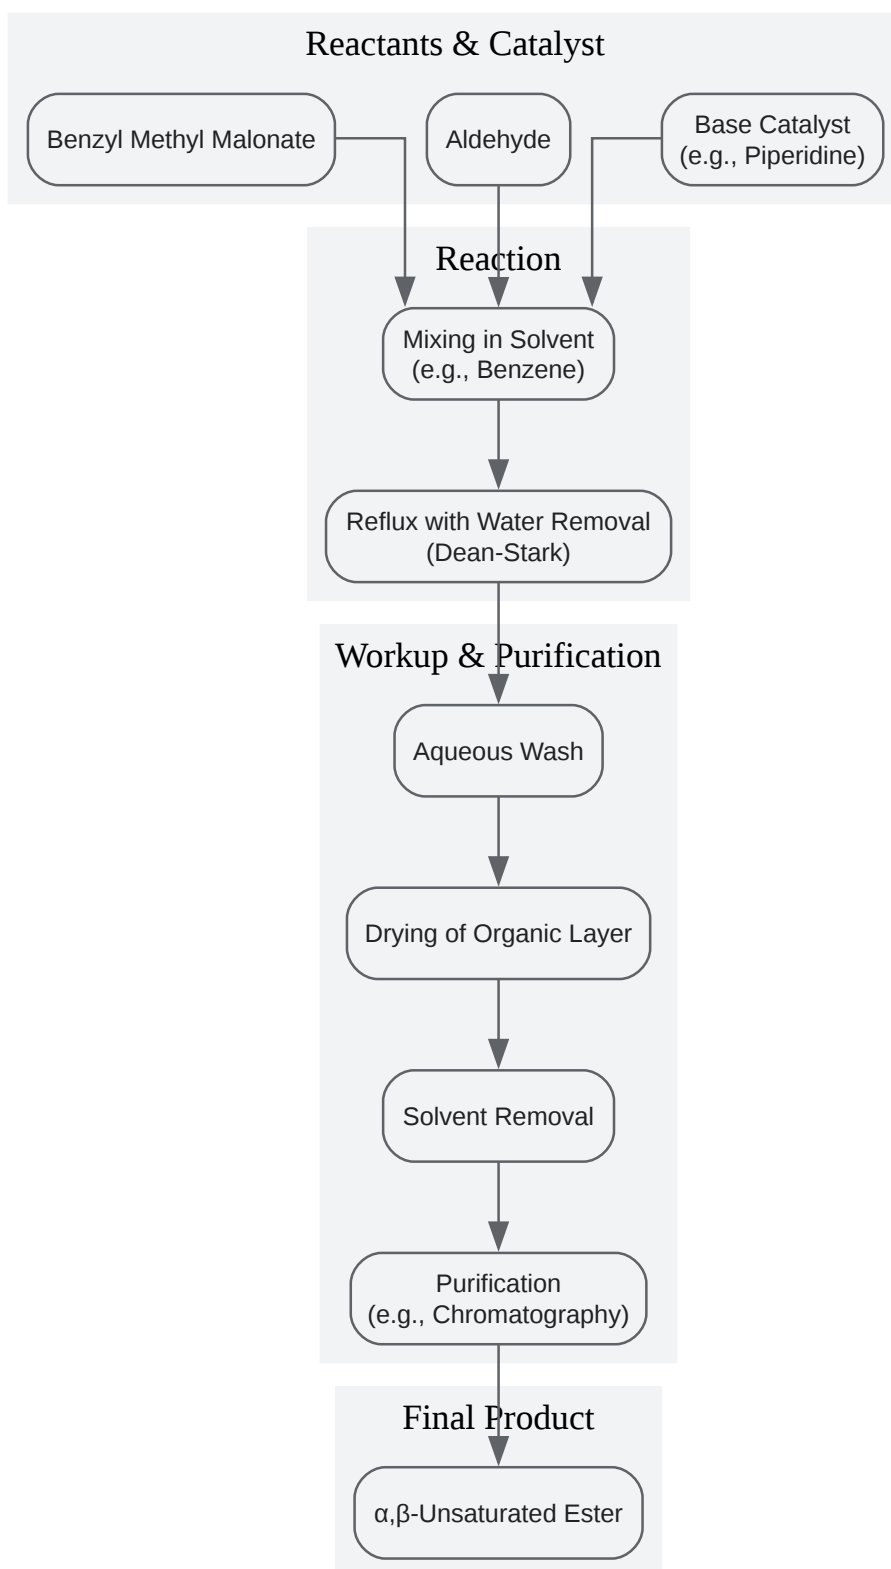 Reactants & Catalyst
Benzyl Methyl Malonate
Aldehyde
Base Catalyst
(e.g., Piperidine)
Reaction
Mixing in Solvent
(e.g., Benzene)
Reflux with Water Removal
(Dean-Stark)
Workup & Purification
Aqueous Wash
Drying of Organic Layer
Solvent Removal
Purification
(e.g., Chromatography)
Final Product
α,β-Unsaturated Ester